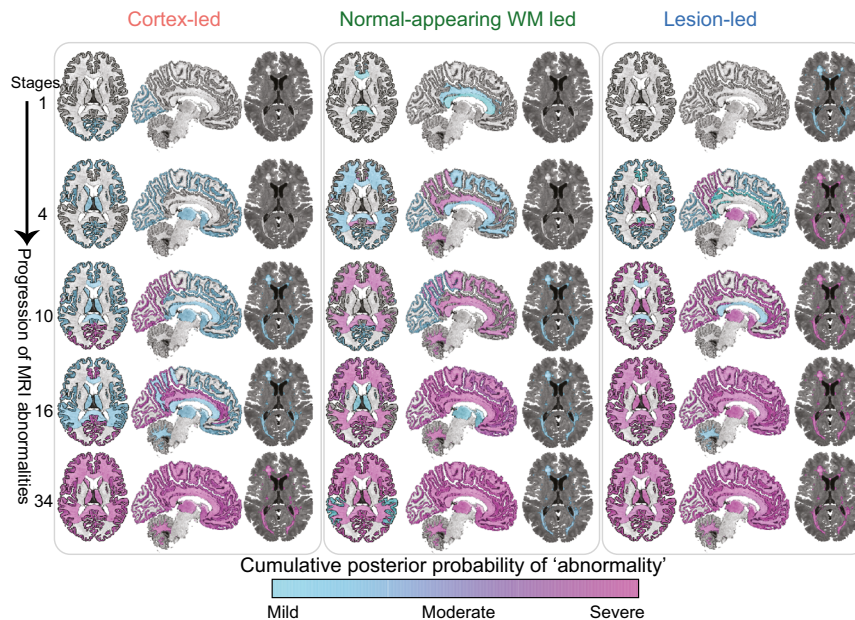 Cortex-led
Normal-appearing WM led
Lesion-led
Stages
1
4
10
16
34
Progression of MRI abnormalities
Cumulative posterior probability of ‘abnormality’
Mild
Moderate
Severe